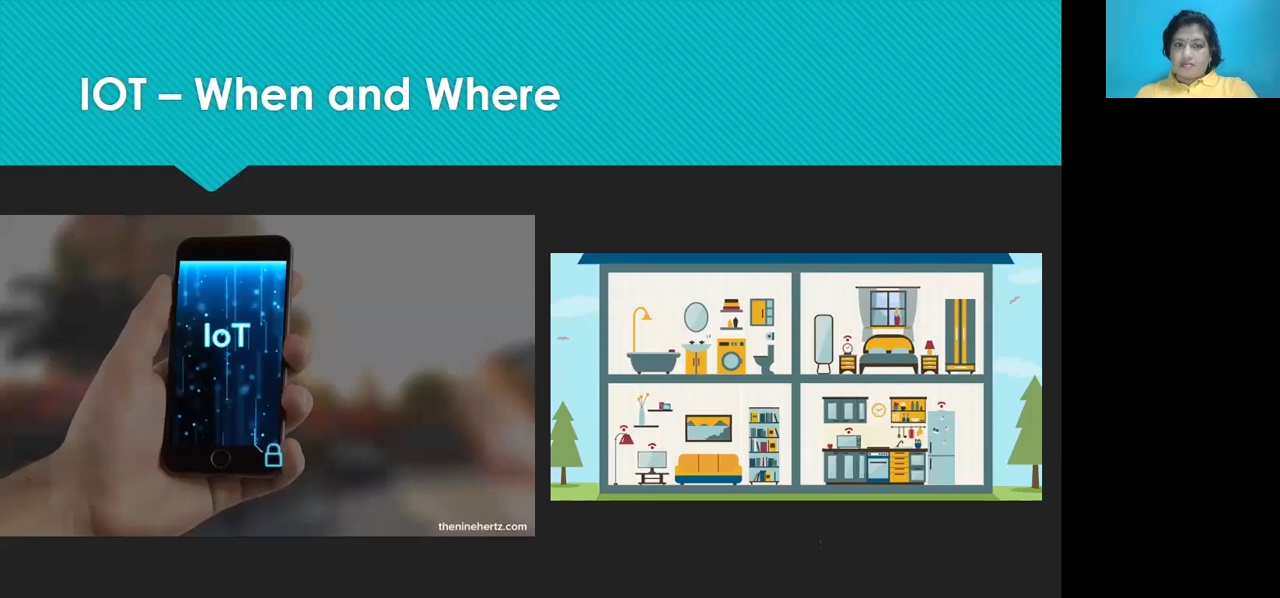 IOT – When and Where
IoT
theninehertz.com